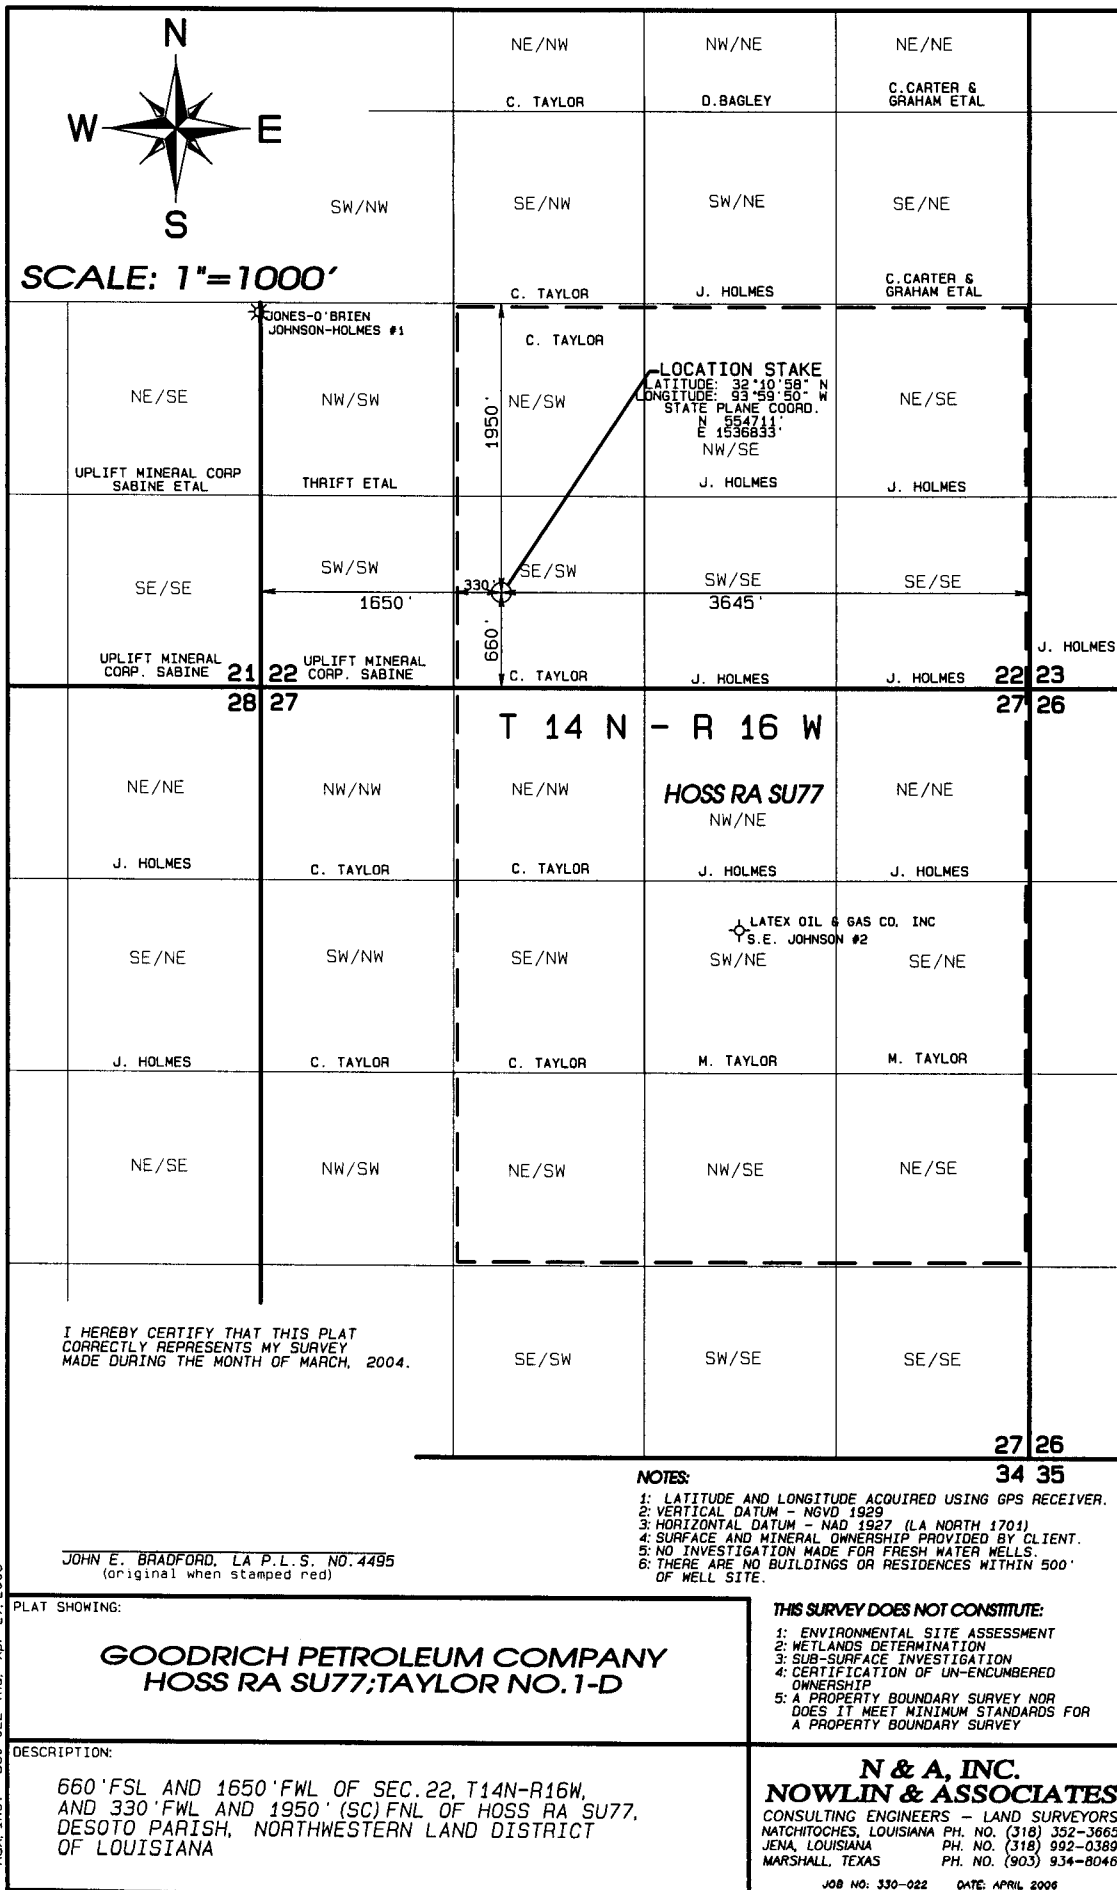 N
W E
S
SCALE: 1"=1000'
NE/NW
NW/NE
NE/NE
C. TAYLOR
D.BAGLEY
C.CARTER &
GRAHAM ETAL
SW/NW
SE/NW
SW/NE
SE/NE
C. TAYLOR
J. HOLMES
C.CARTER &
GRAHAM ETAL
JONES-O'BRIEN
JOHNSON-HOLMES #1
C. TAYLOR
LOCATION STAKE
LATITUDE: 32°10'58" N
LONGITUDE: 93°59'50" W
STATE PLANE COORD.
N 554711'
E 1536833'
NE/SE
NW/SW
NE/SW
NW/SE
NE/SE
1950'
UPLIFT MINERAL CORP
SABINE ETAL
THRIFT ETAL
J. HOLMES
J. HOLMES
SE/SE
SW/SW
SE/SW
SW/SE
SE/SE
1650'
330'
3645'
660'
UPLIFT MINERAL
CORP. SABINE
21 22
UPLIFT MINERAL
CORP. SABINE
C. TAYLOR
J. HOLMES
J. HOLMES
22 23
J. HOLMES
28 27
27 26
T 14 N - R 16 W
HOSS RA SU77
NE/NE
NW/NW
NE/NW
NW/NE
NE/NE
J. HOLMES
C. TAYLOR
C. TAYLOR
J. HOLMES
J. HOLMES
LATEX OIL & GAS CO. INC
S.E. JOHNSON #2
SE/NE
SW/NW
SE/NW
SW/NE
SE/NE
J. HOLMES
C. TAYLOR
C. TAYLOR
M. TAYLOR
M. TAYLOR
NE/SE
NW/SW
NE/SW
NW/SE
NE/SE
I HEREBY CERTIFY THAT THIS PLAT
CORRECTLY REPRESENTS MY SURVEY
MADE DURING THE MONTH OF MARCH, 2004.
SE/SW
SW/SE
SE/SE
27 26
34 35
NOTES:
1: LATITUDE AND LONGITUDE ACQUIRED USING GPS RECEIVER.
2: VERTICAL DATUM - NGVD 1929
3: HORIZONTAL DATUM - NAD 1927 (LA NORTH 1701)
4: SURFACE AND MINERAL OWNERSHIP PROVIDED BY CLIENT.
5: NO INVESTIGATION MADE FOR FRESH WATER WELLS.
6: THERE ARE NO BUILDINGS OR RESIDENCES WITHIN 500'
OF WELL SITE.
JOHN E. BRADFORD, LA P.L.S. NO.4495
(original when stamped red)
PLAT SHOWING:
GOODRICH PETROLEUM COMPANY
HOSS RA SU77;TAYLOR NO.1-D
THIS SURVEY DOES NOT CONSTITUTE:
1: ENVIRONMENTAL SITE ASSESSMENT
2: WETLANDS DETERMINATION
3: SUB-SURFACE INVESTIGATION
4: CERTIFICATION OF UN-ENCUMBERED
OWNERSHIP
5: A PROPERTY BOUNDARY SURVEY NOR
DOES IT MEET MINIMUM STANDARDS FOR
A PROPERTY BOUNDARY SURVEY
DESCRIPTION:
660'FSL AND 1650'FWL OF SEC.22, T14N-R16W,
AND 330'FWL AND 1950'(SC)FNL OF HOSS RA SU77,
DESOTO PARISH, NORTHWESTERN LAND DISTRICT
OF LOUISIANA
N & A, INC.
NOWLIN & ASSOCIATES
CONSULTING ENGINEERS - LAND SURVEYORS
NATCHITOCHES, LOUISIANA PH. NO. (318) 352-3665
JENA, LOUISIANA PH. NO. (318) 992-0389
MARSHALL, TEXAS PH. NO. (903) 934-8046
JOB NO: 330-022 DATE: APRIL 2006